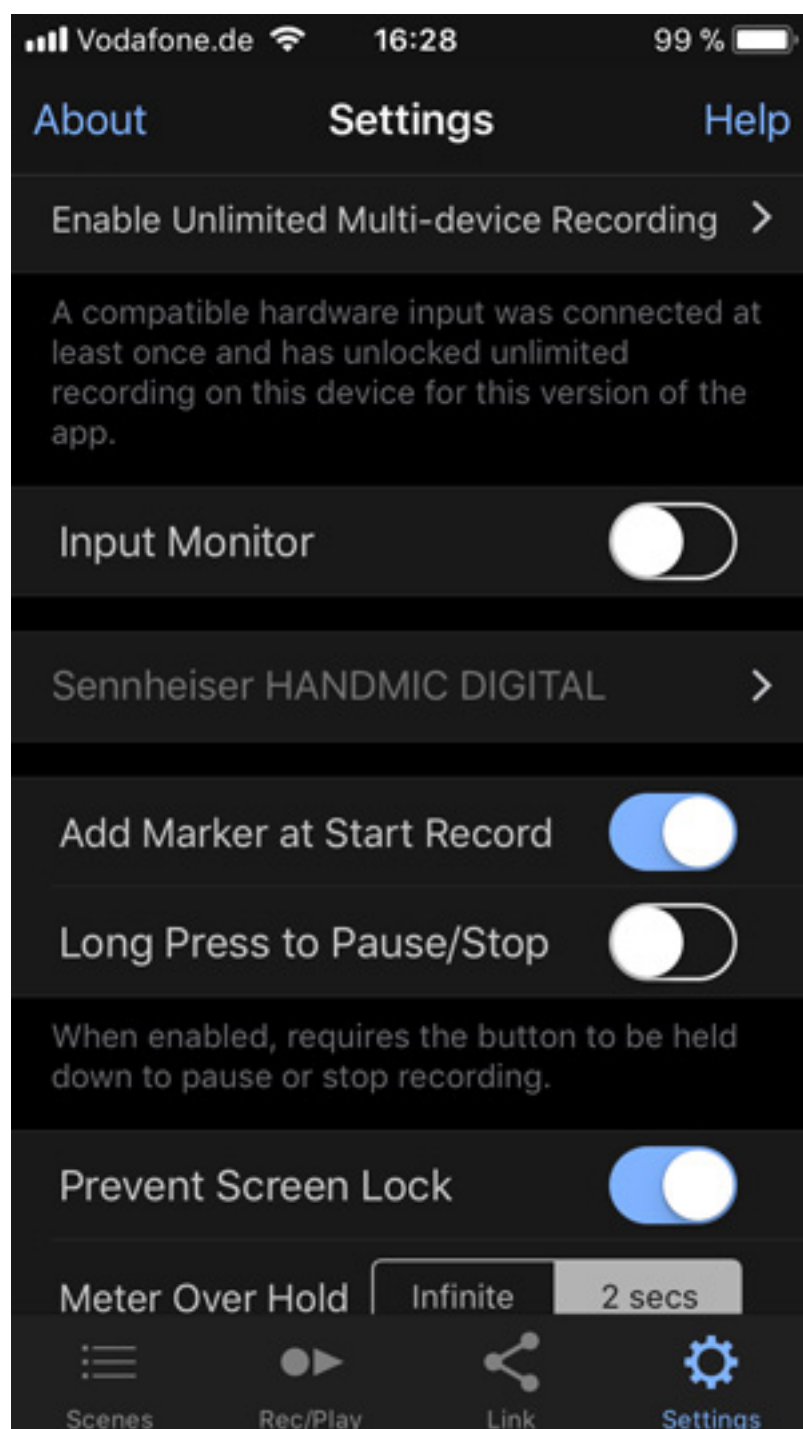 Vodafone.de 16:28 99 %
About Settings Help
Enable Unlimited Multi-device Recording
A compatible hardware input was connected at
least once and has unlocked unlimited
recording on this device for this version of the
app.
Input Monitor
Sennheiser HANDMIC DIGITAL
Add Marker at Start Record
Long Press to Pause/Stop
When enabled, requires the button to be held
down to pause or stop recording.
Prevent Screen Lock
Meter Over Hold Infinite 2 secs
Scenes Rec/Play Link Settings